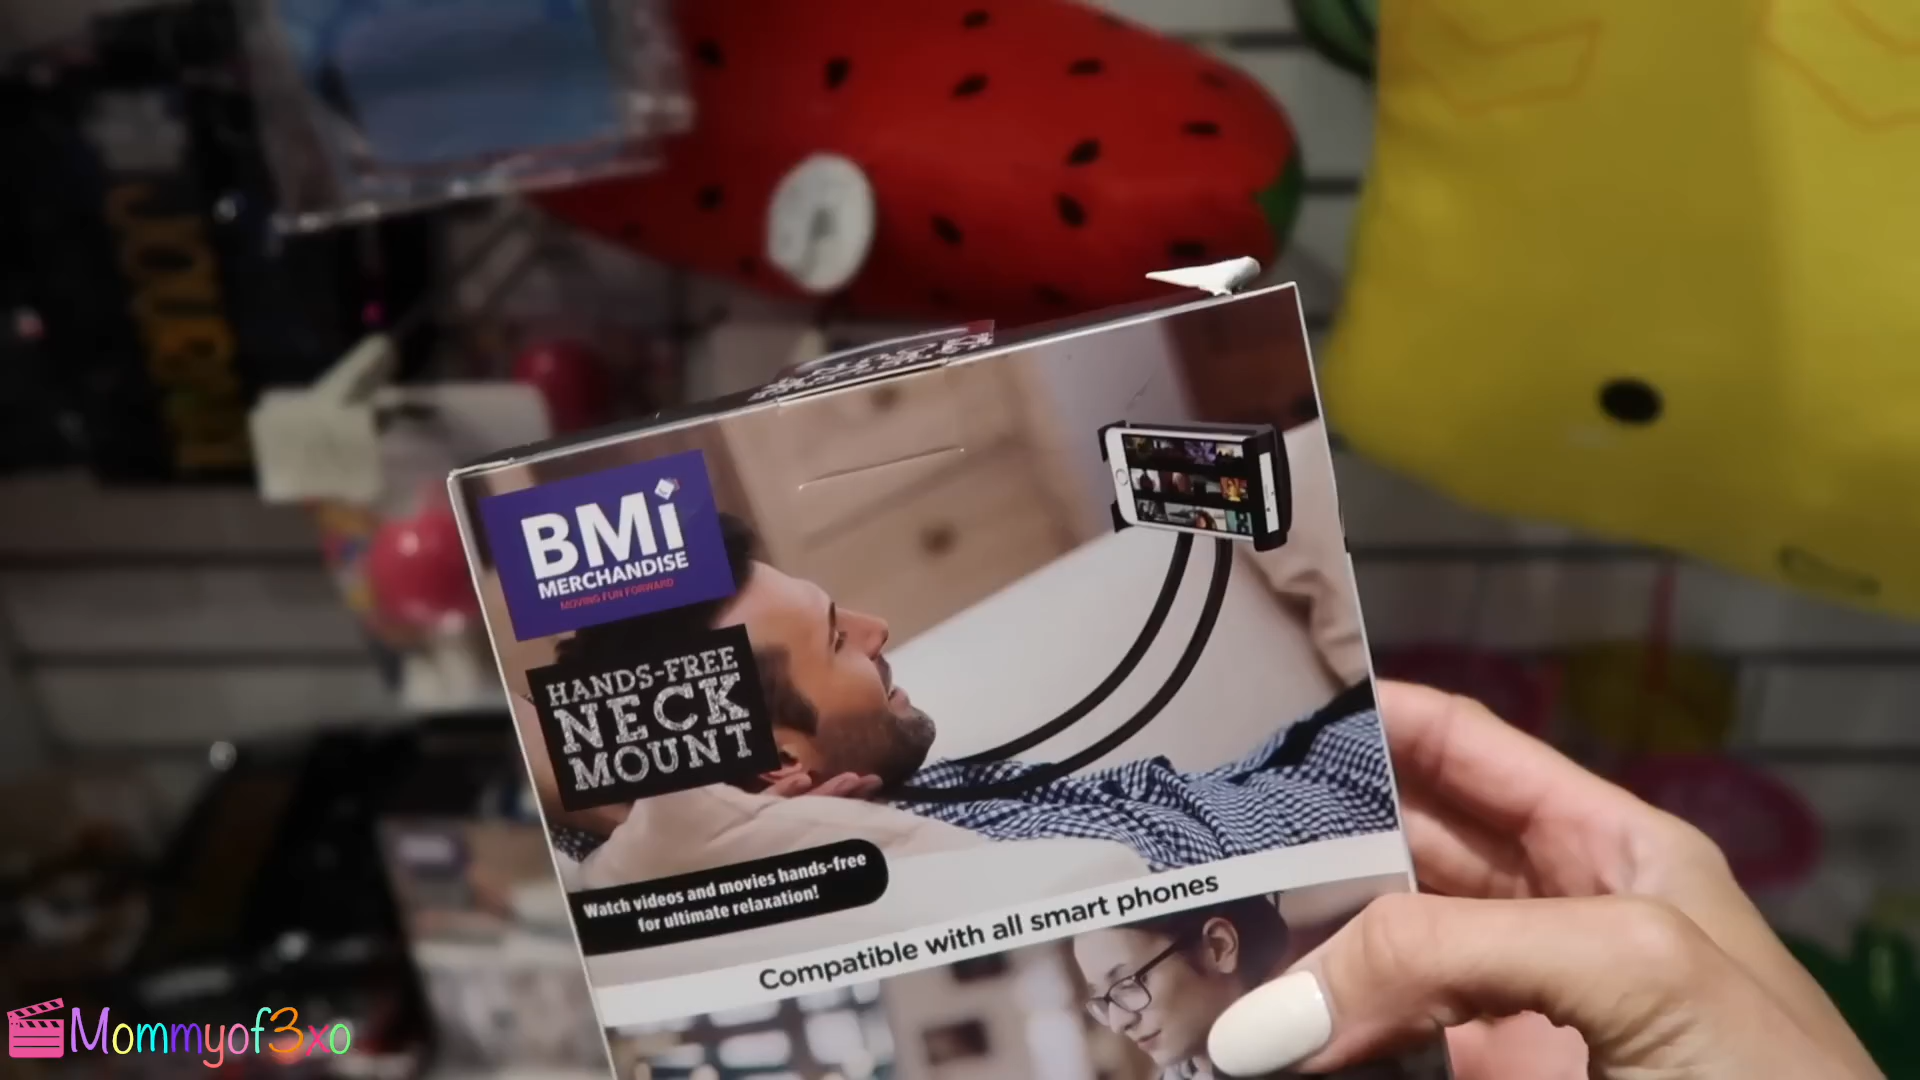 BMi
MERCHANDISE
MOVING FUN FORWARD
HANDS-FREE
NECK
MOUNT
Watch videos and movies hands-free
for ultimate relaxation!
Compatible with all smart phones
Mommyof3xo